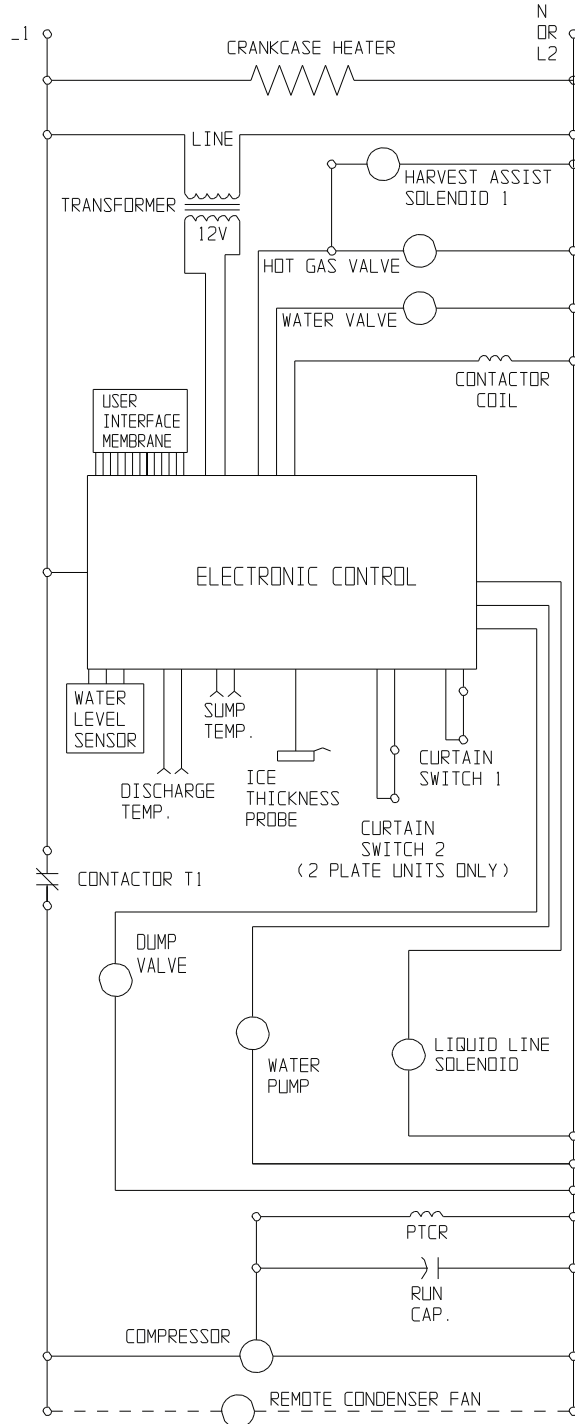 _1
N
OR
L2
CRANKCASE HEATER
LINE
TRANSFORMER
12V
HARVEST ASSIST
SOLENOID 1
HOT GAS VALVE
WATER VALVE
CONTACTOR
COIL
USER
INTERFACE
MEMBRANE
ELECTRONIC CONTROL
WATER
LEVEL
SENSOR
SUMP
TEMP.
DISCHARGE
TEMP.
ICE
THICKNESS
PROBE
CURTAIN
SWITCH 1
CURTAIN
SWITCH 2
(2 PLATE UNITS ONLY)
CONTACTOR T1
DUMP
VALVE
WATER
PUMP
LIQUID LINE
SOLENOID
PTCR
RUN
CAP.
COMPRESSOR
REMOTE CONDENSER FAN